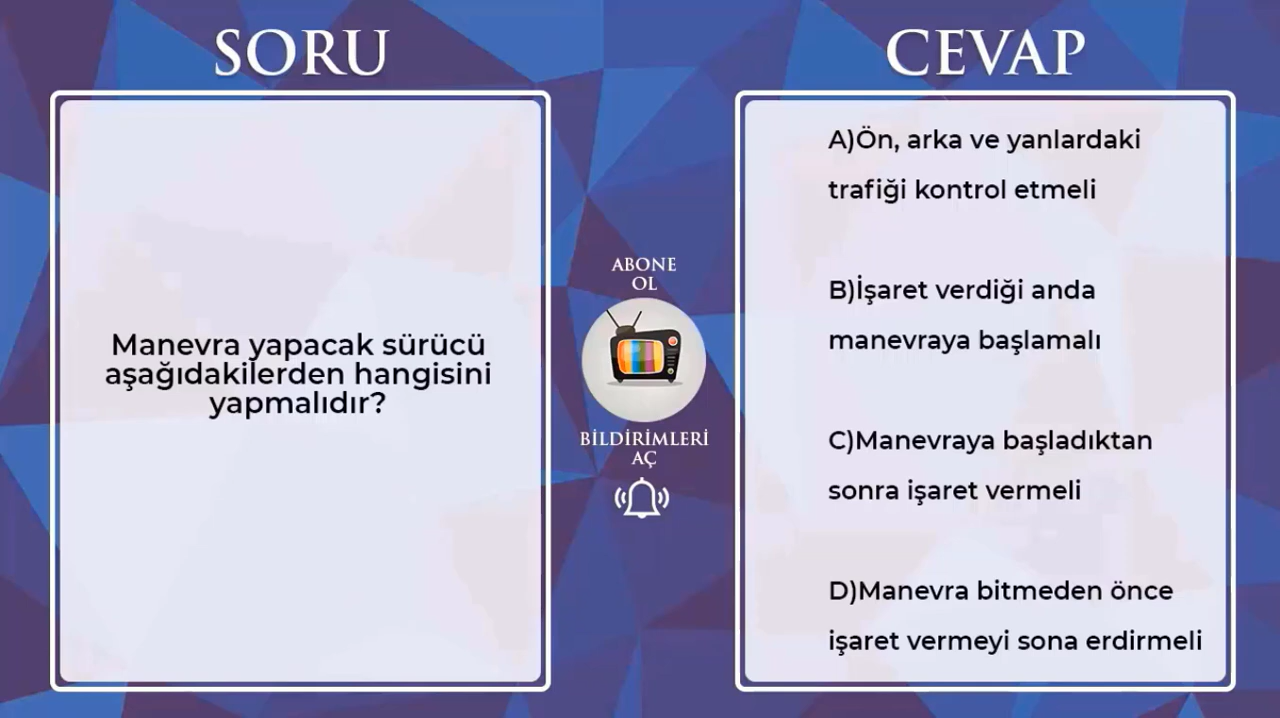 SORU
Manevra yapacak sürücü
aşağıdakilerden hangisini
yapmalıdır?
ABONE
OL
BİLDİRİMLERİ
AÇ
CEVAP
A)Ön, arka ve yanlardaki
trafiği kontrol etmeli
B)İşaret verdiği anda
manevraya başlamalı
C)Manevraya başladıktan
sonra işaret vermeli
D)Manevra bitmeden önce
işaret vermeyi sona erdirmeli